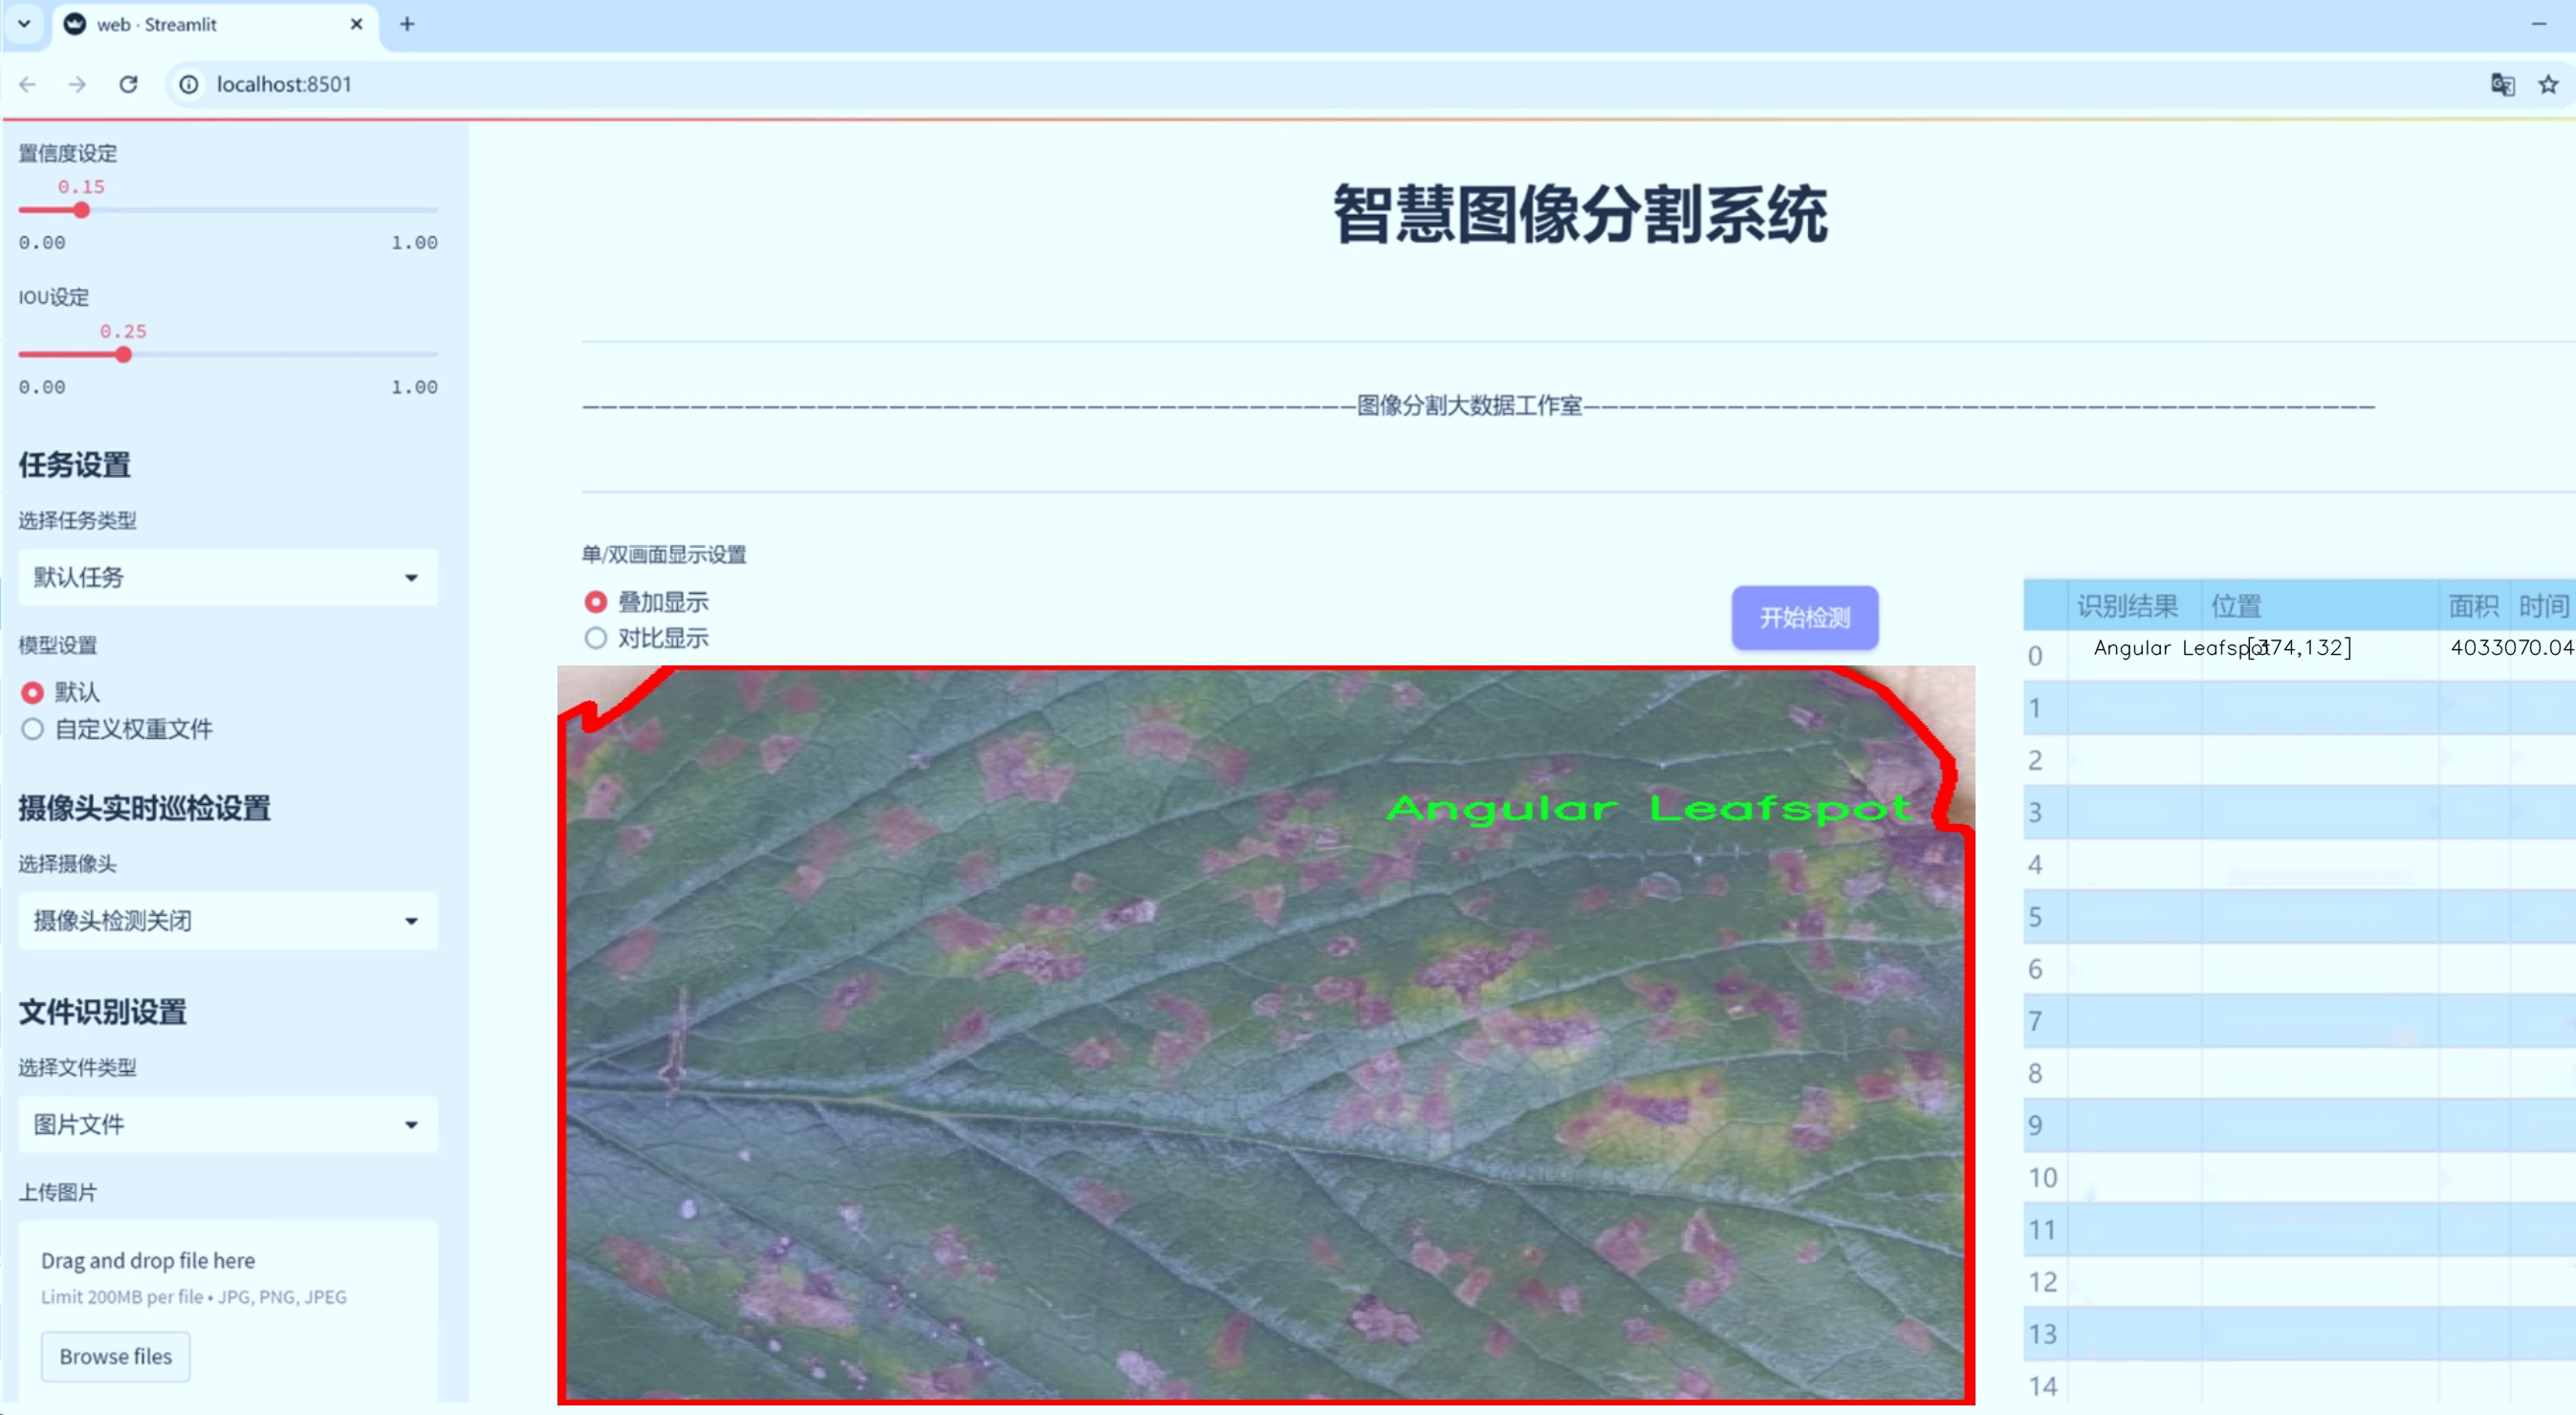 web · Streamlit
localhost:8501
置信度设定
0.15
0.00 1.00
IOU设定
0.25
0.00 1.00
任务设置
选择任务类型
默认任务
模型设置
默认
自定义权重文件
摄像头实时巡检设置
选择摄像头
摄像头检测关闭
文件识别设置
选择文件类型
图片文件
上传图片
Drag and drop file here
Limit 200MB per file • JPG, PNG, JPEG
Browse files
智慧图像分割系统
图像分割大数据工作室
单/双画面显示设置
叠加显示
对比显示
开始检测
Angular Leafspot
识别结果 位置 面积 时间
0 Angular Leafspot [374,132] 4033070.04
1
2
3
4
5
6
7
8
9
10
11
12
13
14